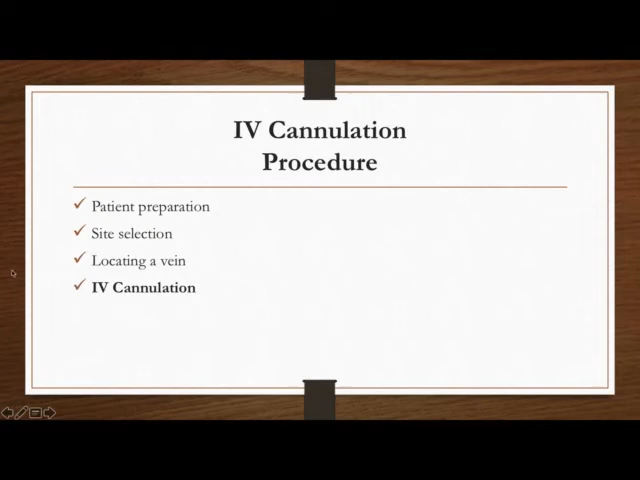 IV Cannulation
Procedure
Patient preparation
Site selection
Locating a vein
IV Cannulation